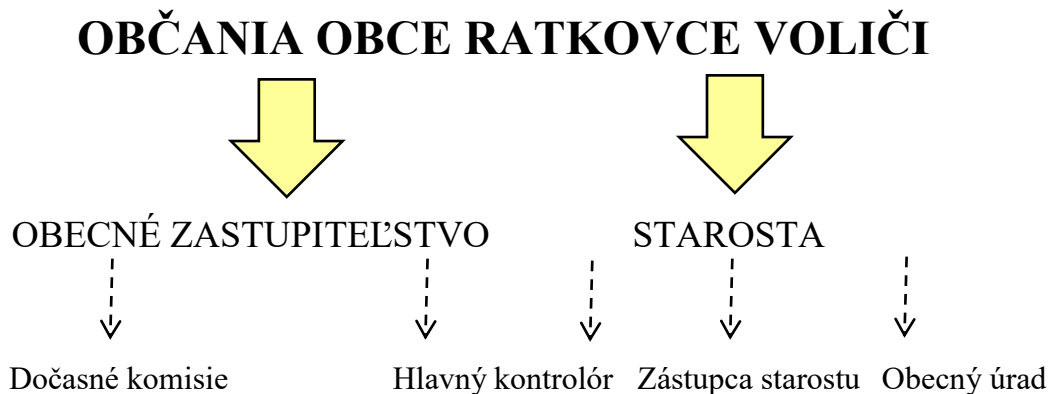 OBČANIA OBCE RATKOVCE VOLIČI
OBECNÉ ZASTUPITEĽSTVO STAROSTA
Dočasné komisie Hlavný kontrolór Zástupca starostu Obecný úrad